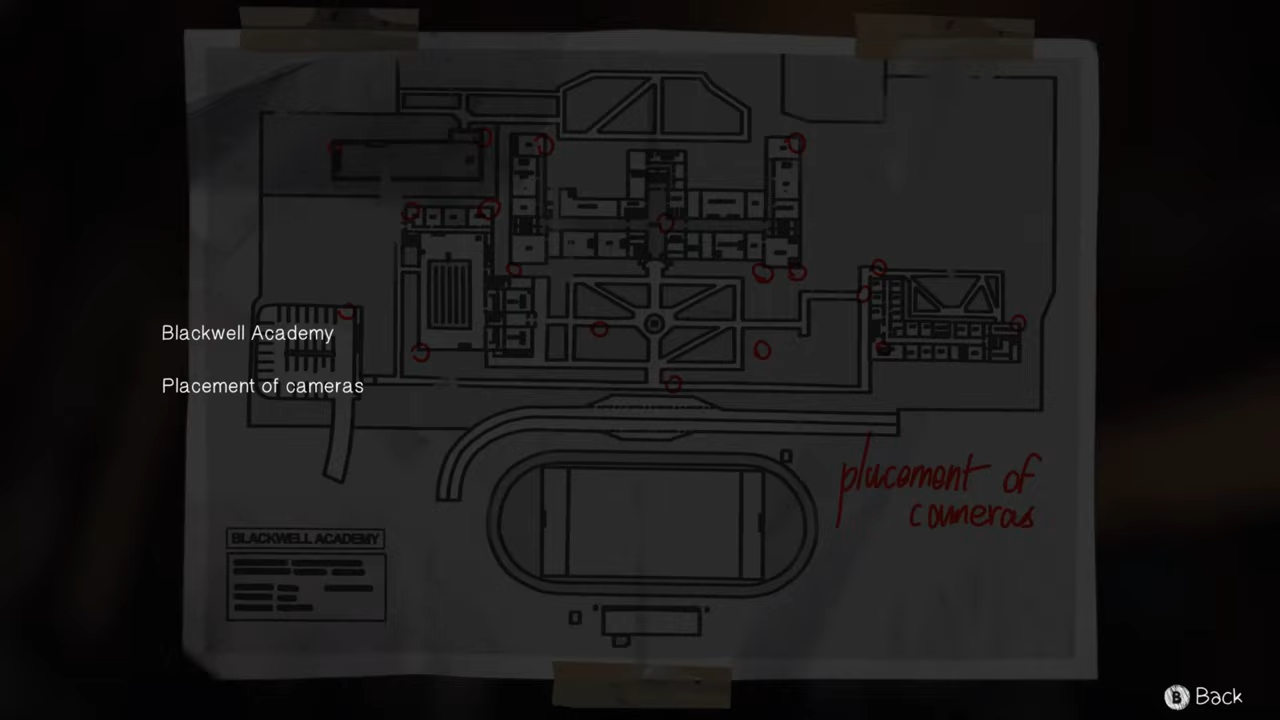 Blackwell Academy
Placement of cameras
placement of
cameras
BLACKWELL ACADEMY
B Back